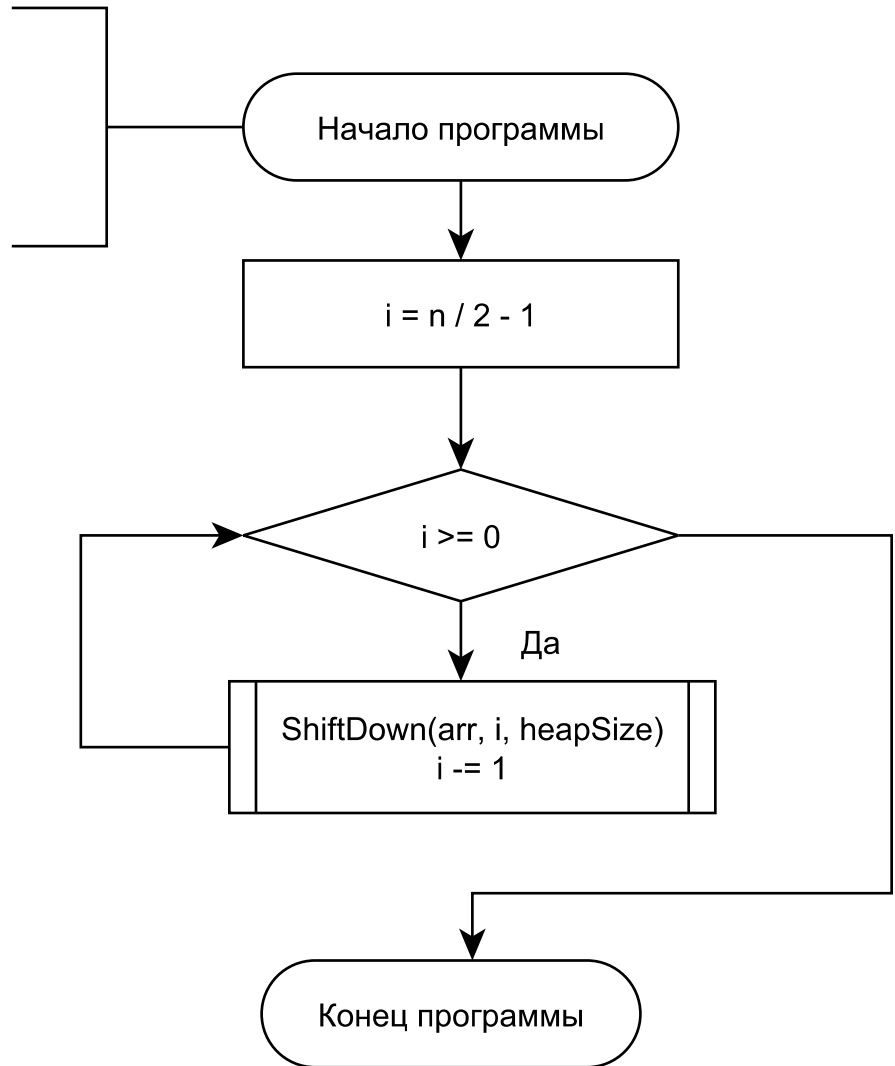 Начало программы
i = n / 2 - 1
i >= 0
Да
ShiftDown(arr, i, heapSize)
i -= 1
Конец программы